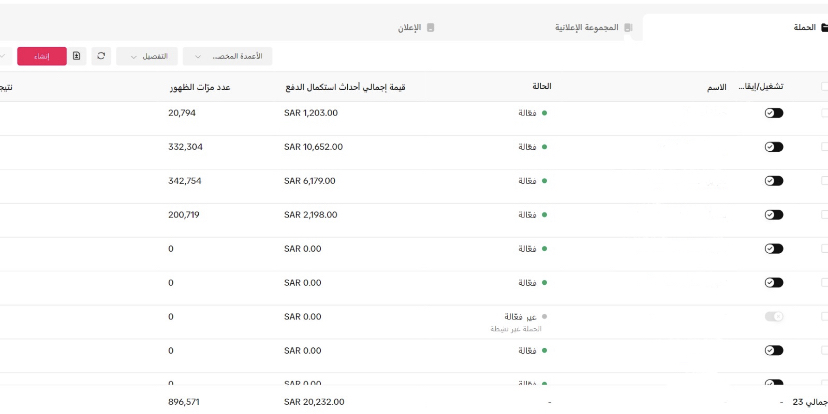 الحملة
المجموعة الإعلانية
الإعلان
الأعمدة المخصـ...
التفصيل
إنشاء
تشغيل/إيقا...
الاسم
الحالة
قيمة إجمالي أحداث استكمال الدفع
عدد مرّات الظهور
فعّالة SAR 1,203.00 20,794
فعّالة SAR 10,652.00 332,304
فعّالة SAR 6,179.00 342,754
فعّالة SAR 2,198.00 200,719
فعّالة SAR 0.00 0
فعّالة SAR 0.00 0
غير فعّالة SAR 0.00 0
الحملة غير نشِطة
فعّالة SAR 0.00 0
فعّالة SAR 0.00 0
23 - - SAR 20,232.00 896,571